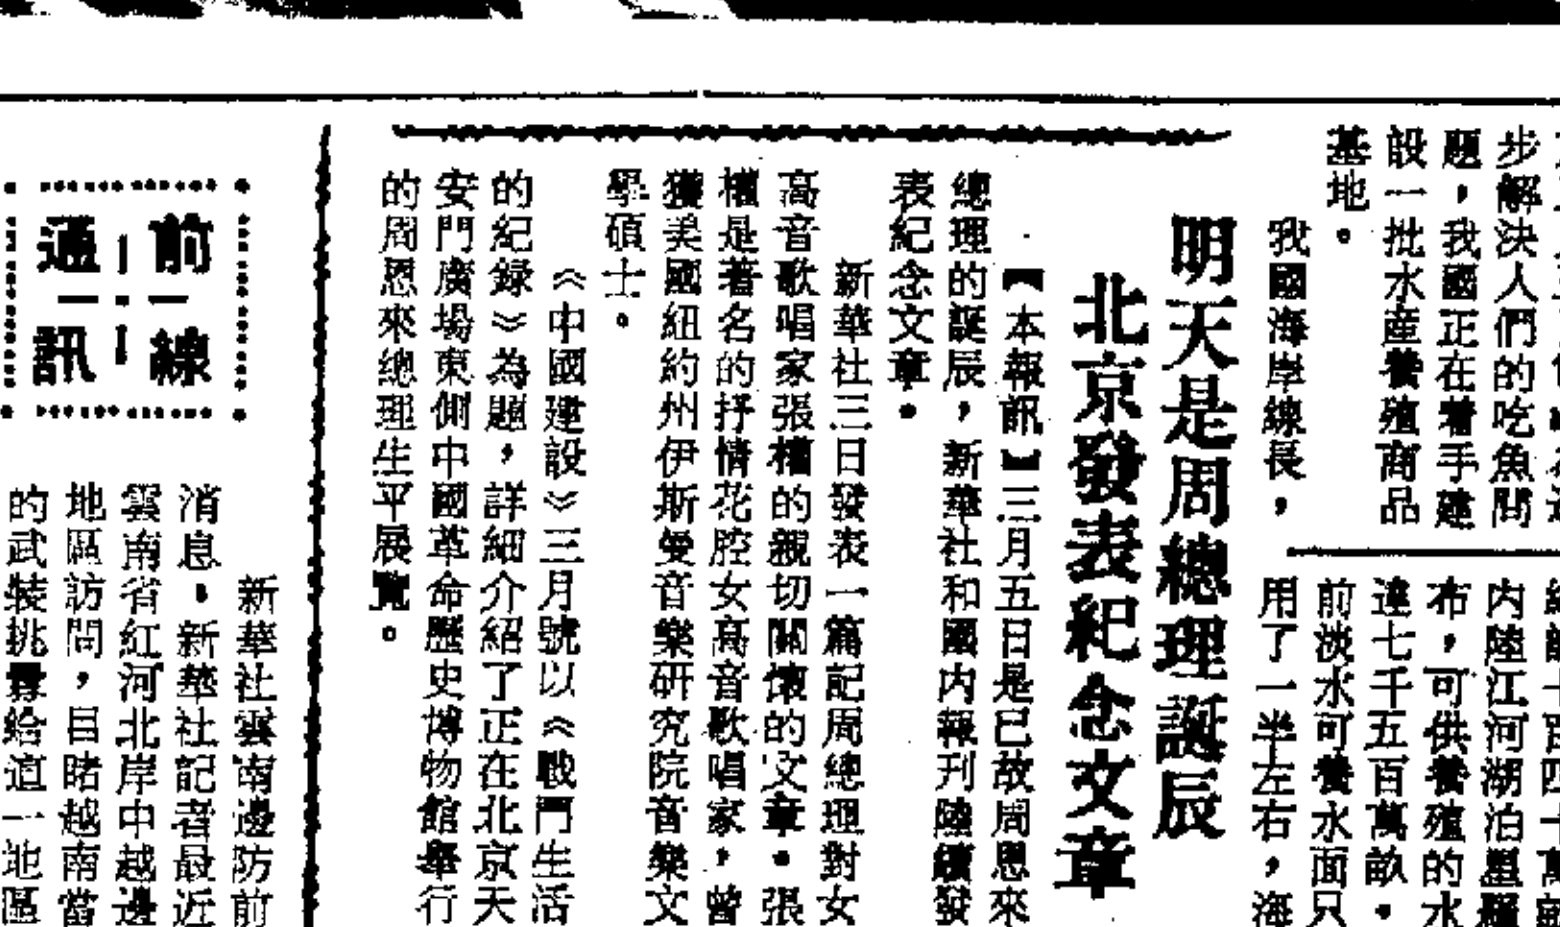 步解決人們的吃魚問
題，我國正在着手建
設一批水産養殖商品
基地。
我國海岸線長，
内陸江河湖泊
布，可供養殖的水
達七千五百萬畝。
前淡水可養水面只
用了一半左右，海
明天是周總理誕辰
北京發表紀念文章
【本報訊】三月五日是已故周恩來
總理的誕辰，新華社和國内報刊陸續發
表紀念文章。
新華社三日發表一篇記周總理對女
高音歌唱家張權的親切關懷的文章。張
權是著名的抒情花腔女高音歌唱家，曾
獲美國紐約州伊斯曼音樂研究院音樂文
學碩士。
《中國建設》三月號以《戰鬥生活
的紀録》為題，詳細介紹了正在北京天
安門廣場東側中國革命歷史博物館舉行
的周恩來總理生平展覽。
前線
通訊
新華社雲南邊防前
消息，新華社記者最近
雲南省紅河北岸中越邊
地區訪問，目睹越南當
的武裝挑釁給這一地區